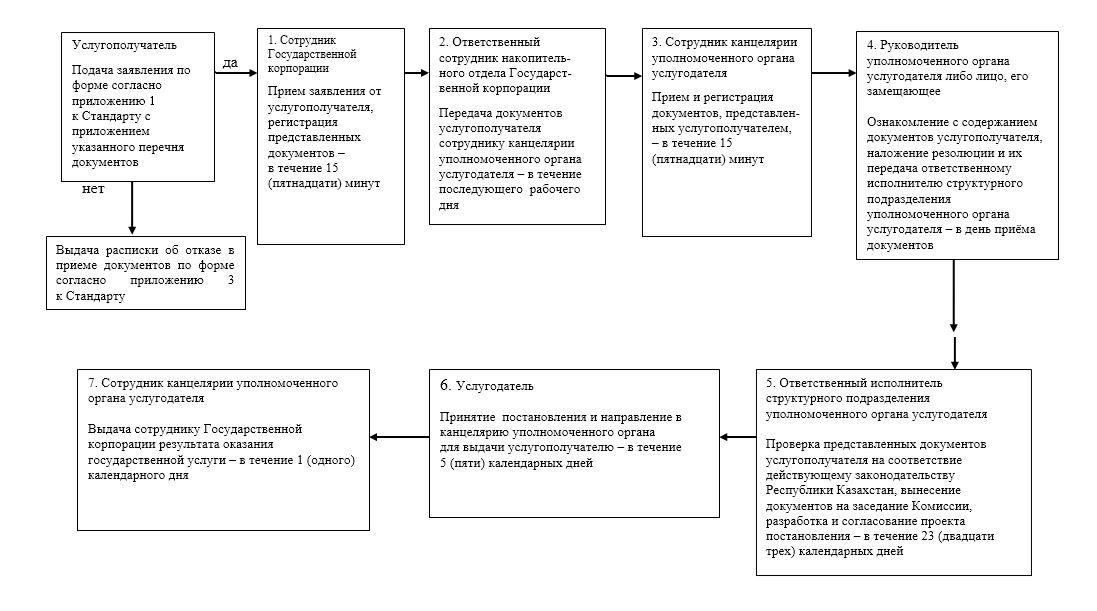 Услугополучатель
Подача заявления по
форме согласно
приложению 1
к Стандарту с
приложением
указанного перечня
документов
да
нет
Выдача расписки об отказе в
приеме документов по форме
согласно приложению 3
к Стандарту
1. Сотрудник
Государственной
корпорации
Прием заявления от
услугополучателя,
регистрация
представленных
документов –
в течение 15
(пятнадцати) минут
2. Ответственный
сотрудник накопитель-
ного отдела Государст-
венной корпорации
Передача документов
услугополучателя
сотруднику канцелярии
уполномоченного органа
услугодателя – в течение
последующего рабочего
дня
3. Сотрудник канцелярии
уполномоченного органа
услугодателя
Прием и регистрация
документов, представлен-
ных услугополучателем,
– в течение 15
(пятнадцати) минут
4. Руководитель
уполномоченного органа
услугодателя либо лицо, его
замещающее
Ознакомление с содержанием
документов услугополучателя,
наложение резолюции и их
передача ответственному
исполнителю структурного
подразделения
уполномоченного органа
услугодателя – в день приёма
документов
5. Ответственный исполнитель
структурного подразделения
уполномоченного органа услугодателя
Проверка представленных документов
услугополучателя на соответствие
действующему законодательству
Республики Казахстан, вынесение
документов на заседание Комиссии,
разработка и согласование проекта
постановления – в течение 23 (двадцати
трех) календарных дней
6. Услугодатель
Принятие постановления и направление в
канцелярию уполномоченного органа
для выдачи услугополучателю – в течение
5 (пяти) календарных дней
7. Сотрудник канцелярии уполномоченного
органа услугодателя
Выдача сотруднику Государственной
корпорации результата оказания
государственной услуги – в течение 1 (одного)
календарного дня